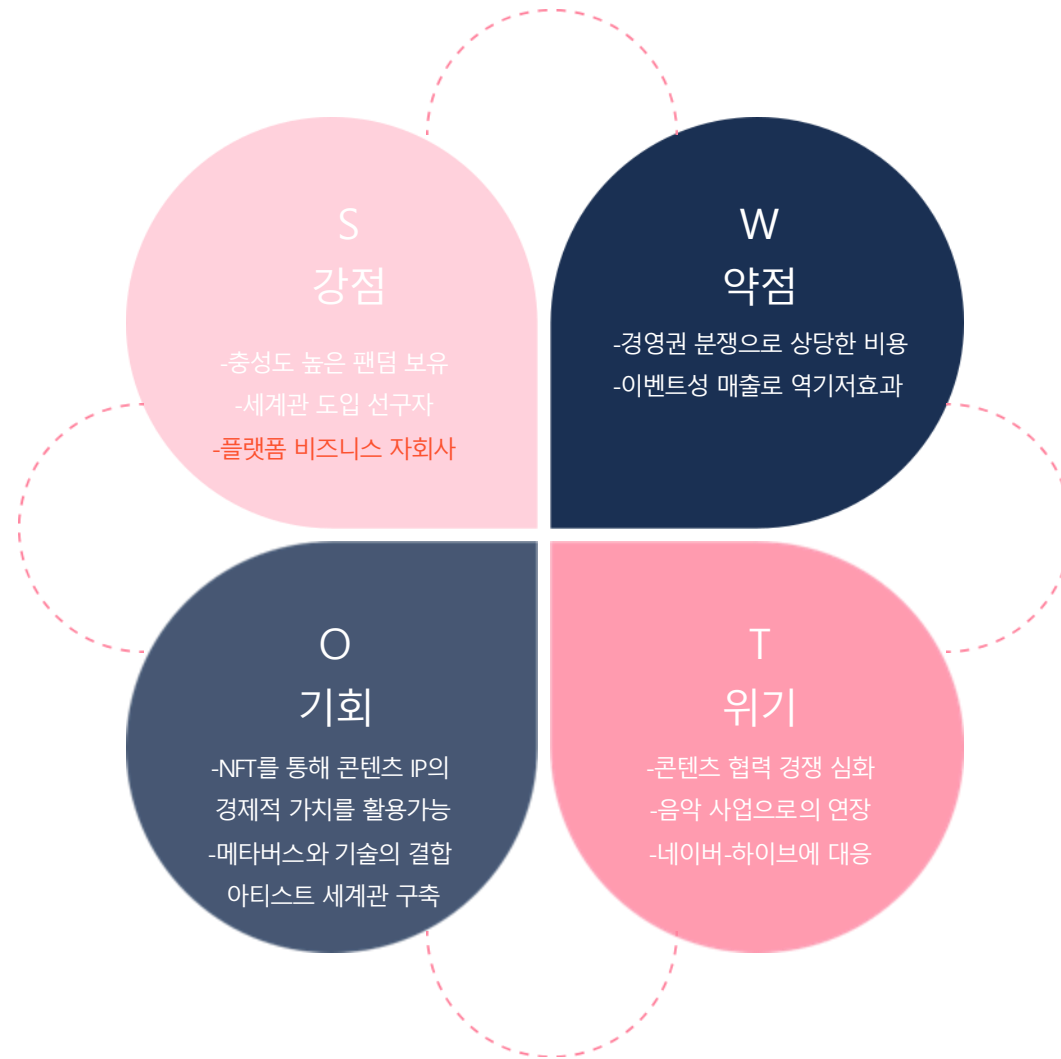 S
강점
-충성도 높은 팬덤 보유
-세계관 도입 선구자
-플랫폼 비즈니스 자회사
W
약점
-경영권 분쟁으로 상당한 비용
-이벤트성 매출로 역기저효과
O
기회
-NFT를 통해 콘텐츠 IP의
경제적 가치를 활용가능
-메타버스와 기술의 결합
아티스트 세계관 구축
T
위기
-콘텐츠 협력 경쟁 심화
-음악 사업으로의 연장
-네이버-하이브에 대응